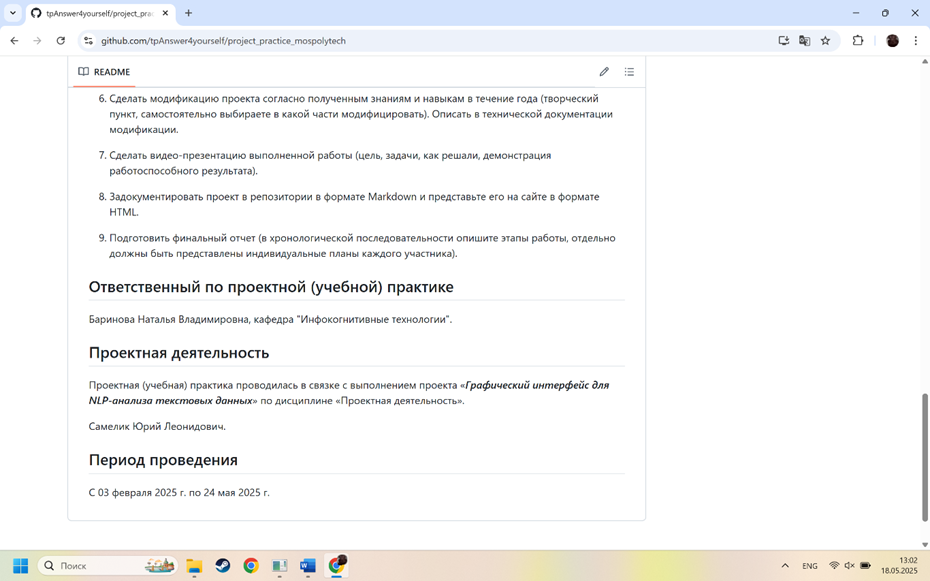 tpAnswer4yourself/project_pra
github.com/tpAnswer4yourself/project_practice_mospolytech
README
6. Сделать модификацию проекта согласно полученным знаниям и навыкам в течение года (творческий
пункт, самостоятельно выбираете в какой части модифицировать). Описать в технической документации
модификации.
7. Сделать видео-презентацию выполненной работы (цель, задачи, как решали, демонстрация
работоспособного результата).
8. Задокументировать проект в репозитории в формате Markdown и представьте его на сайте в формате
HTML.
9. Подготовить финальный отчет (в хронологической последовательности опишите этапы работы, отдельно
должны быть представлены индивидуальные планы каждого участника).
Ответственный по проектной (учебной) практике
Баринова Наталья Владимировна, кафедра "Инфокогнитивные технологии".
Проектная деятельность
Проектная (учебная) практика проводилась в связке с выполнением проекта «Графический интерфейс для
NLP-анализа текстовых данных» по дисциплине «Проектная деятельность».
Самелик Юрий Леонидович.
Период проведения
С 03 февраля 2025 г. по 24 мая 2025 г.
Поиск
ENG
13:02
18.05.2025